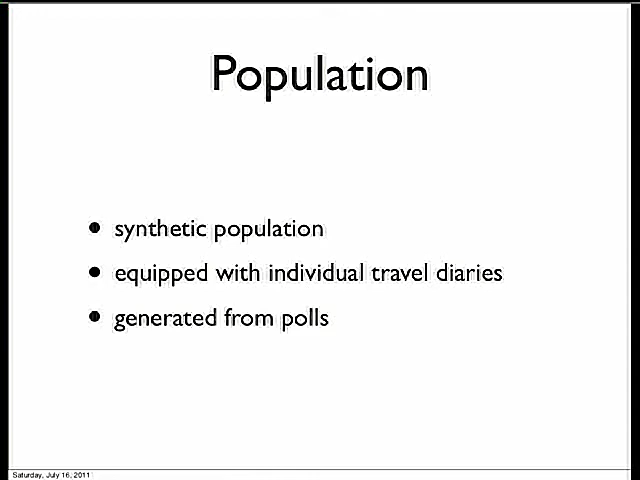 Population
• synthetic population
• equipped with individual travel diaries
• generated from polls
Saturday, July 16, 2011